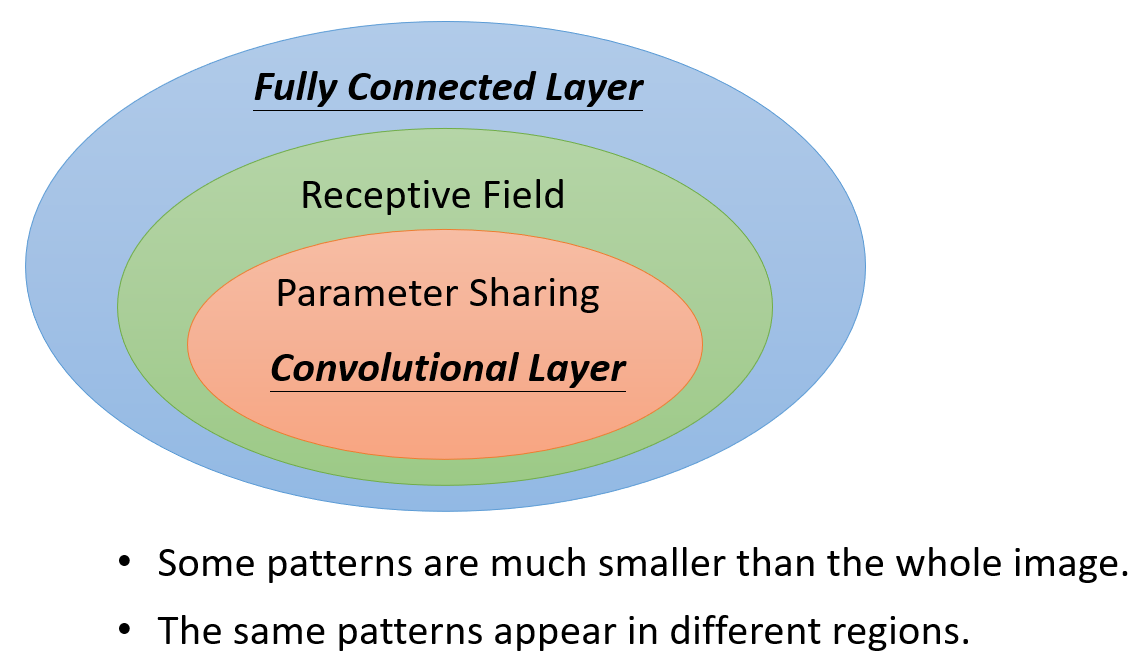 Fully Connected Layer
Receptive Field
Parameter Sharing
Convolutional Layer
• Some patterns are much smaller than the whole image.
• The same patterns appear in different regions.